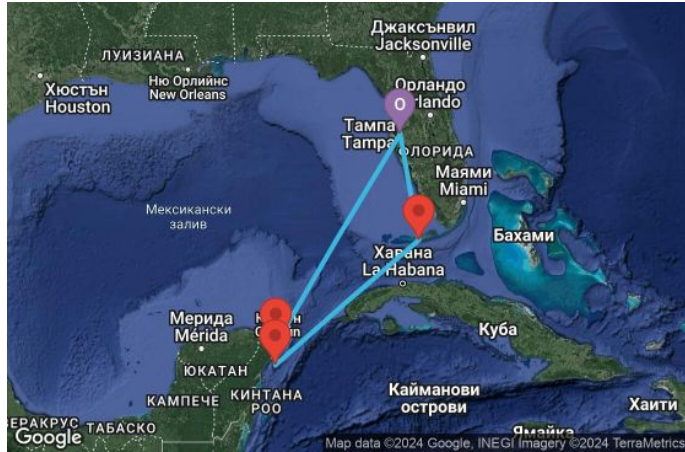 Джаксънвил
Jacksonville
ЛУИЗИАНА
Ню Орлийнс
New Orleans
Хюстън
Houston
Орландо
O
Тампа
Tampa
ФЛОРИДА
Маями
Miami
Мексикански
залив
Бахами
Хавана
La Habana
Мерида
Mérida
Куба
ЮКАТАН
КАМПЕЧЕ
КИНТАНА
РОО
Кайманови
острови
Хаити
ТАБАСКО
Ямайка
Google
Map data ©2024 Google, INEGI Imagery ©2024 TerraMetrics